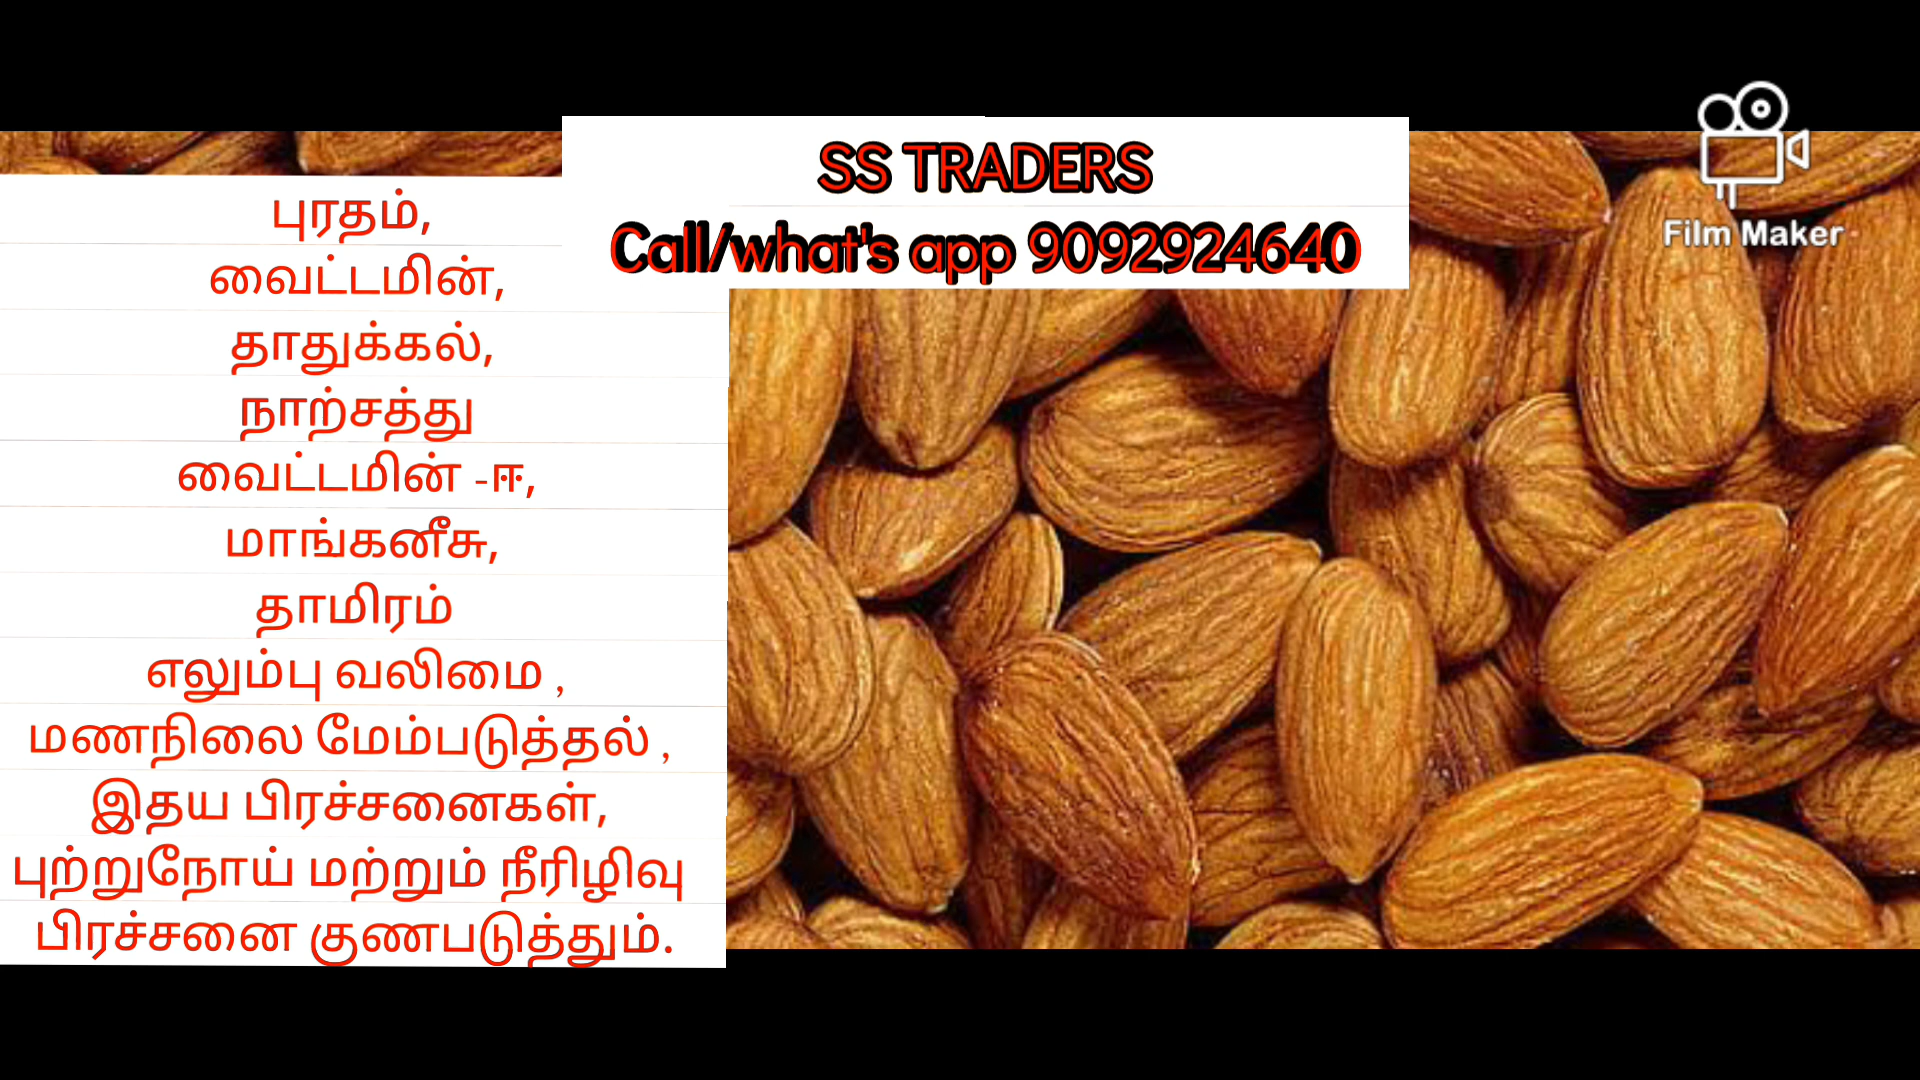 SS TRADERS
Call/what's app 9092924640
Film Maker
புரதம்,
வைட்டமின்,
தாதுக்கல்,
நாற்சத்து
வைட்டமின் -ஈ,
மாங்கனீசு,
தாமிரம்
எலும்பு வலிமை ,
மணநிலை மேம்படுத்தல் ,
இதய பிரச்சனைகள்,
புற்றுநோய் மற்றும் நீரிழிவு
பிரச்சனை குணபடுத்தும்.